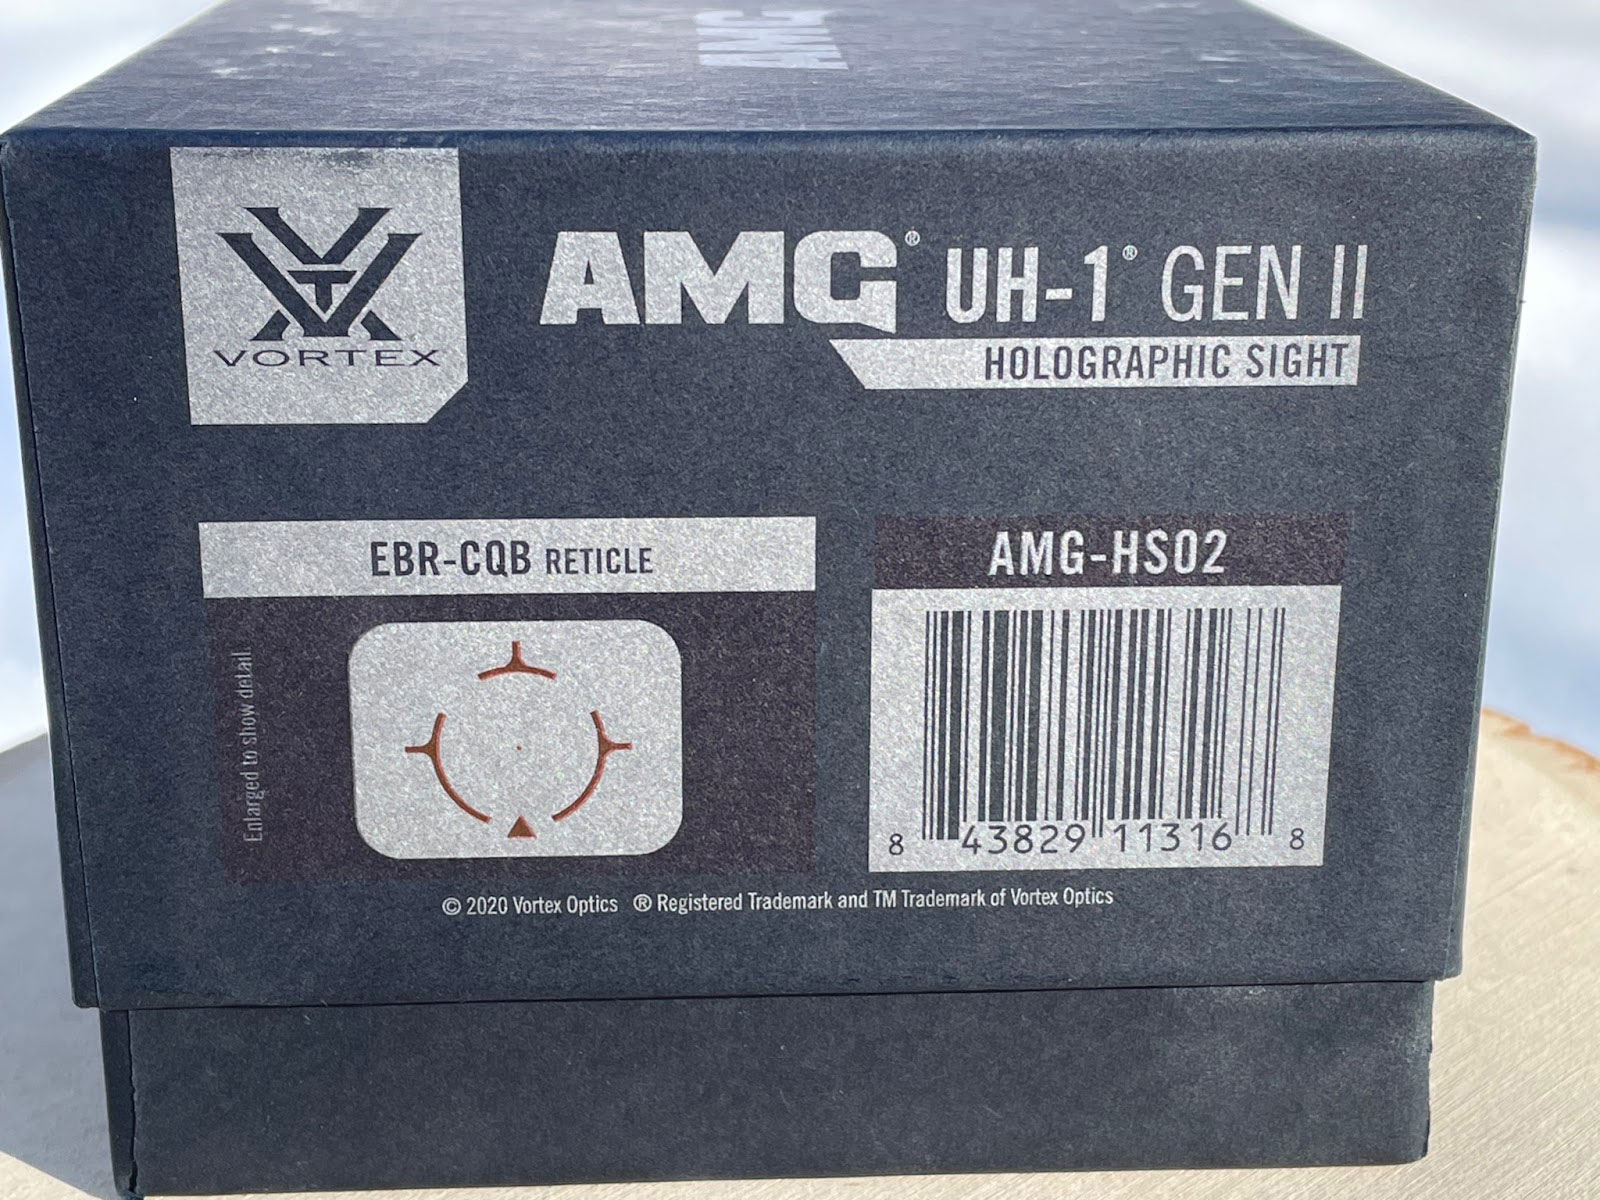 AMG
VORTEX
AMG® UH-1® GEN II
HOLOGRAPHIC SIGHT
EBR-CQB RETICLE
Enlarged to show detail.
AMG-HS02
8 43829 11316 8
© 2020 Vortex Optics ® Registered Trademark and TM Trademark of Vortex Optics